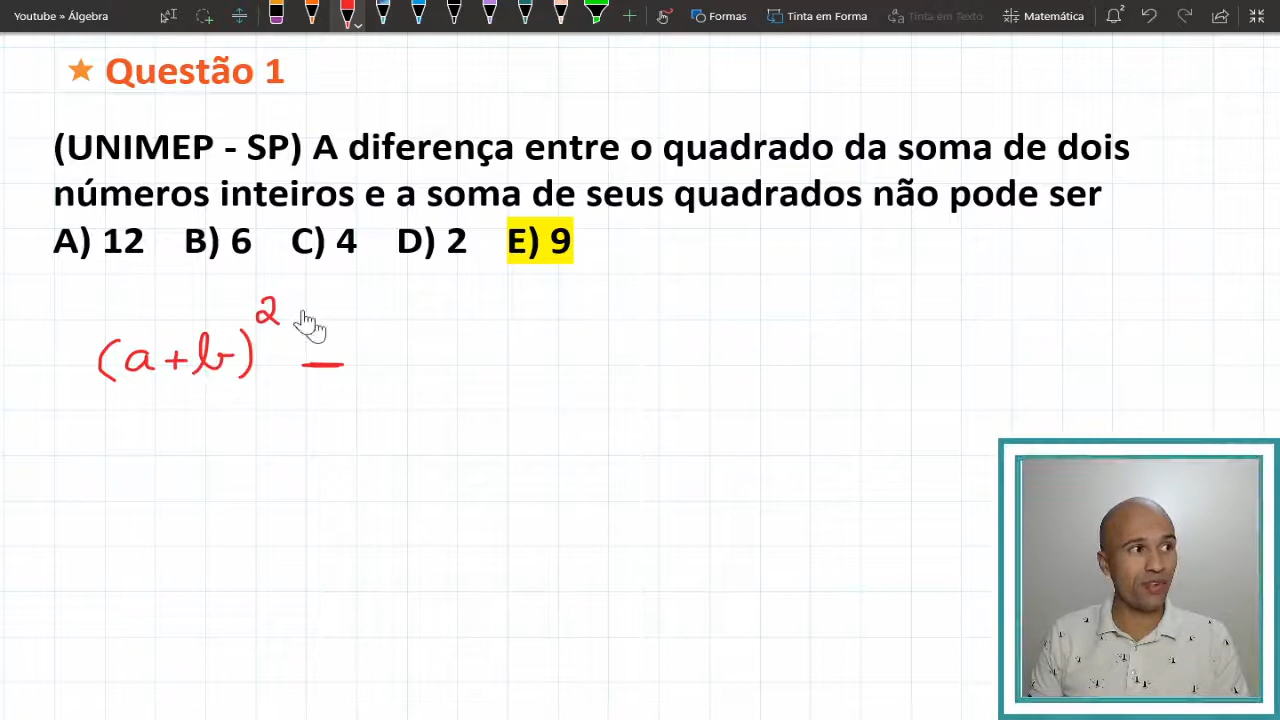 Youtube » Álgebra
Formas
Tinta em Forma
Tinta em Texto
Matemática
2
★ Questão 1
(UNIMEP - SP) A diferença entre o quadrado da soma de dois
números inteiros e a soma de seus quadrados não pode ser
A) 12 B) 6 C) 4 D) 2 E) 9
(a+b)² —